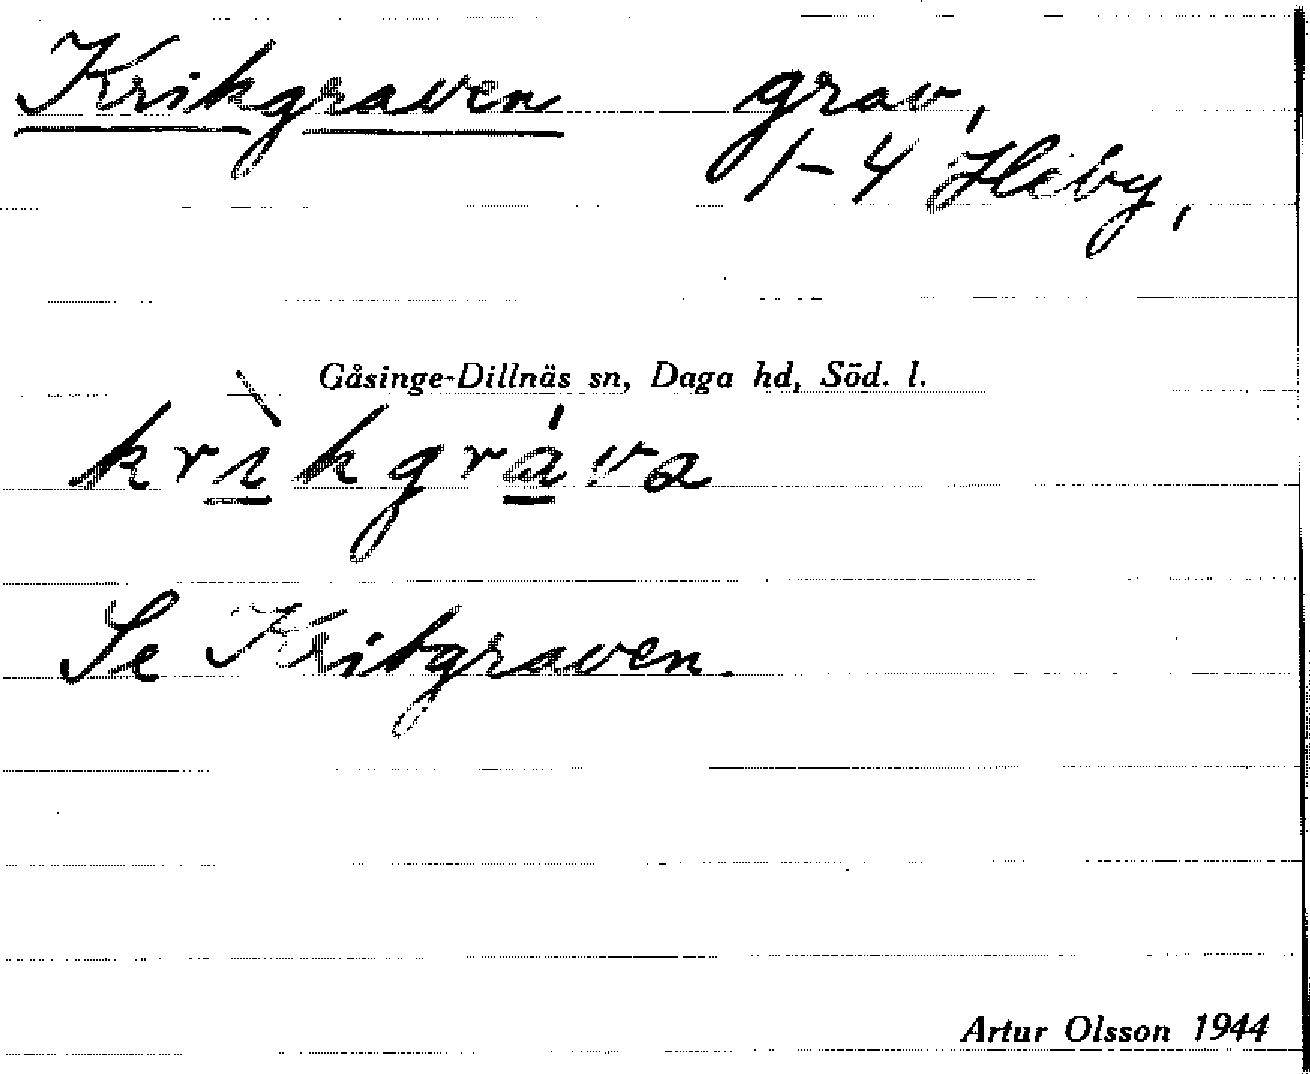 Krikgraven grav,
1-4 Heby,
Gåsinge-Dillnäs sn, Daga hd, Söd. l.
krìkgráva
Se Kritgraven.
Artur Olsson 1944